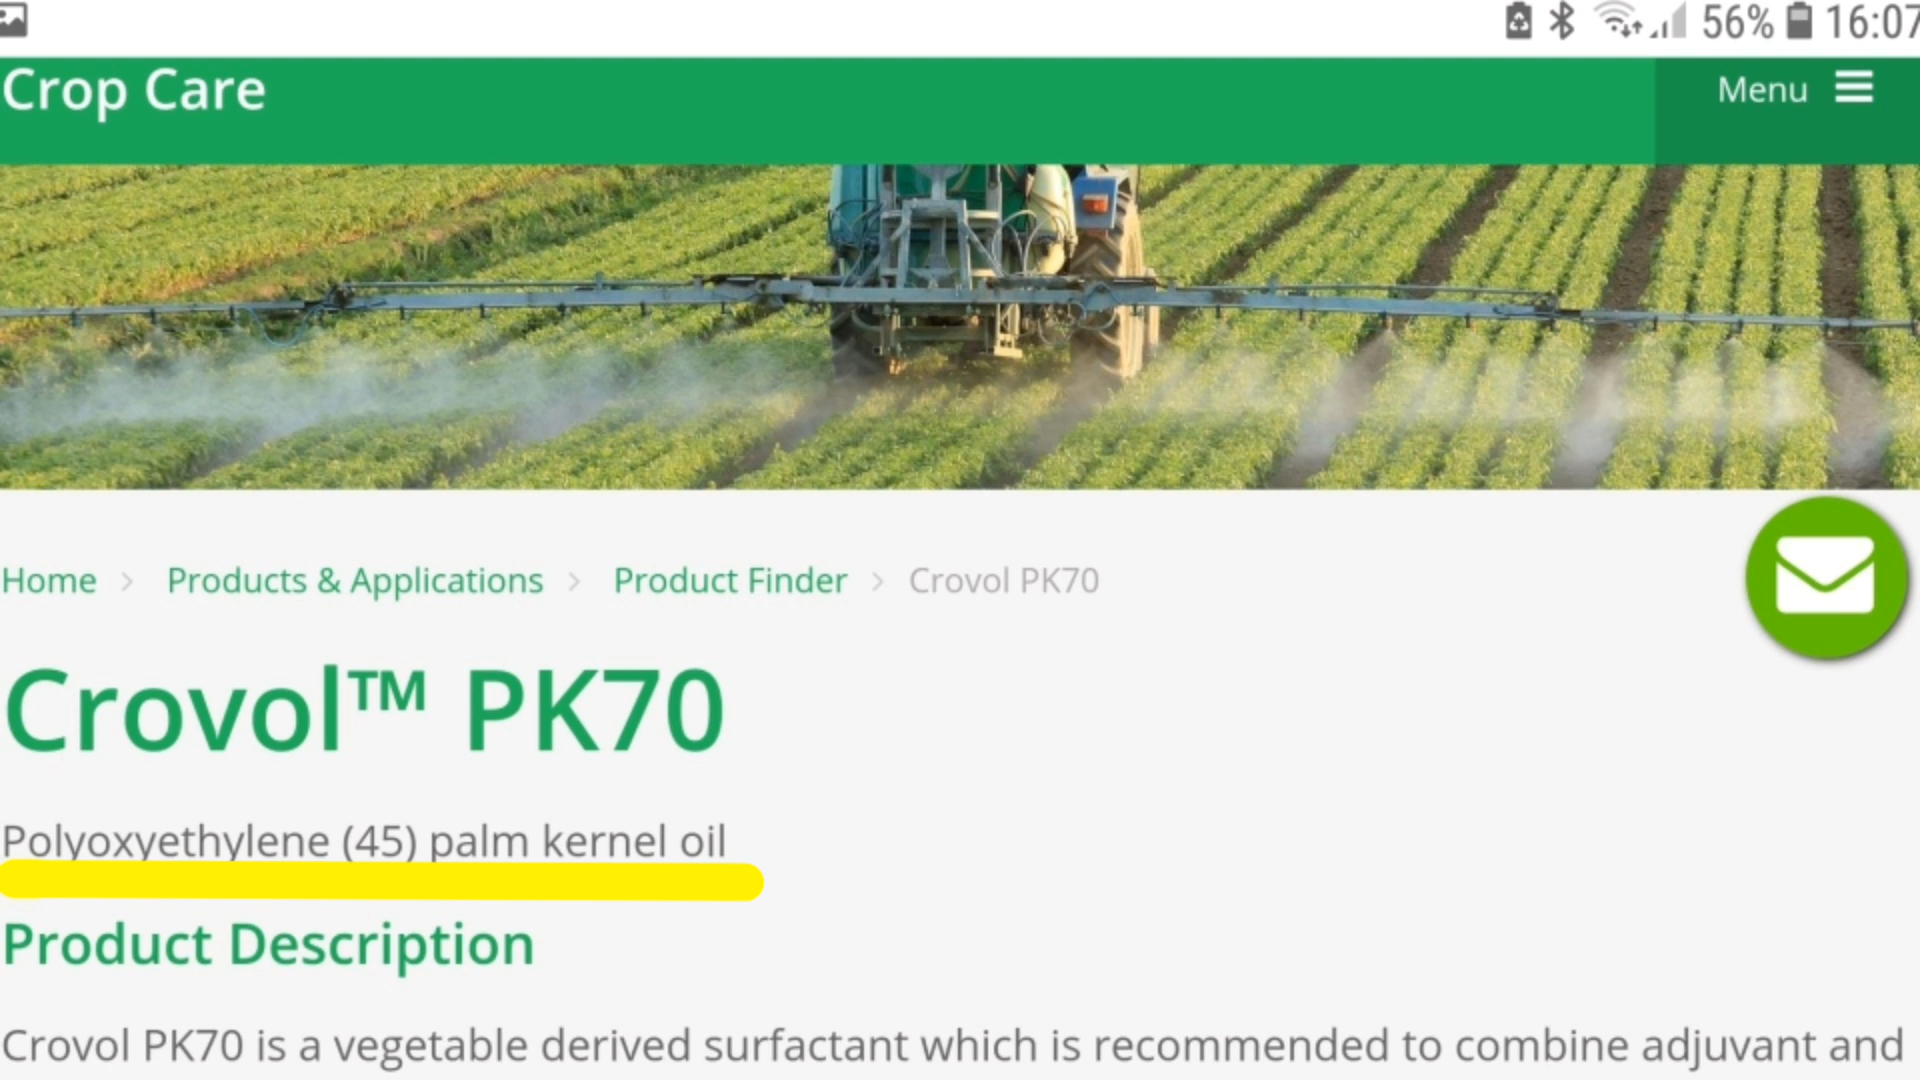 56% 16:07
Crop Care
Menu
Home > Products & Applications > Product Finder > Crovol PK70
Crovol™ PK70
Polyoxyethylene (45) palm kernel oil
Product Description
Crovol PK70 is a vegetable derived surfactant which is recommended to combine adjuvant and